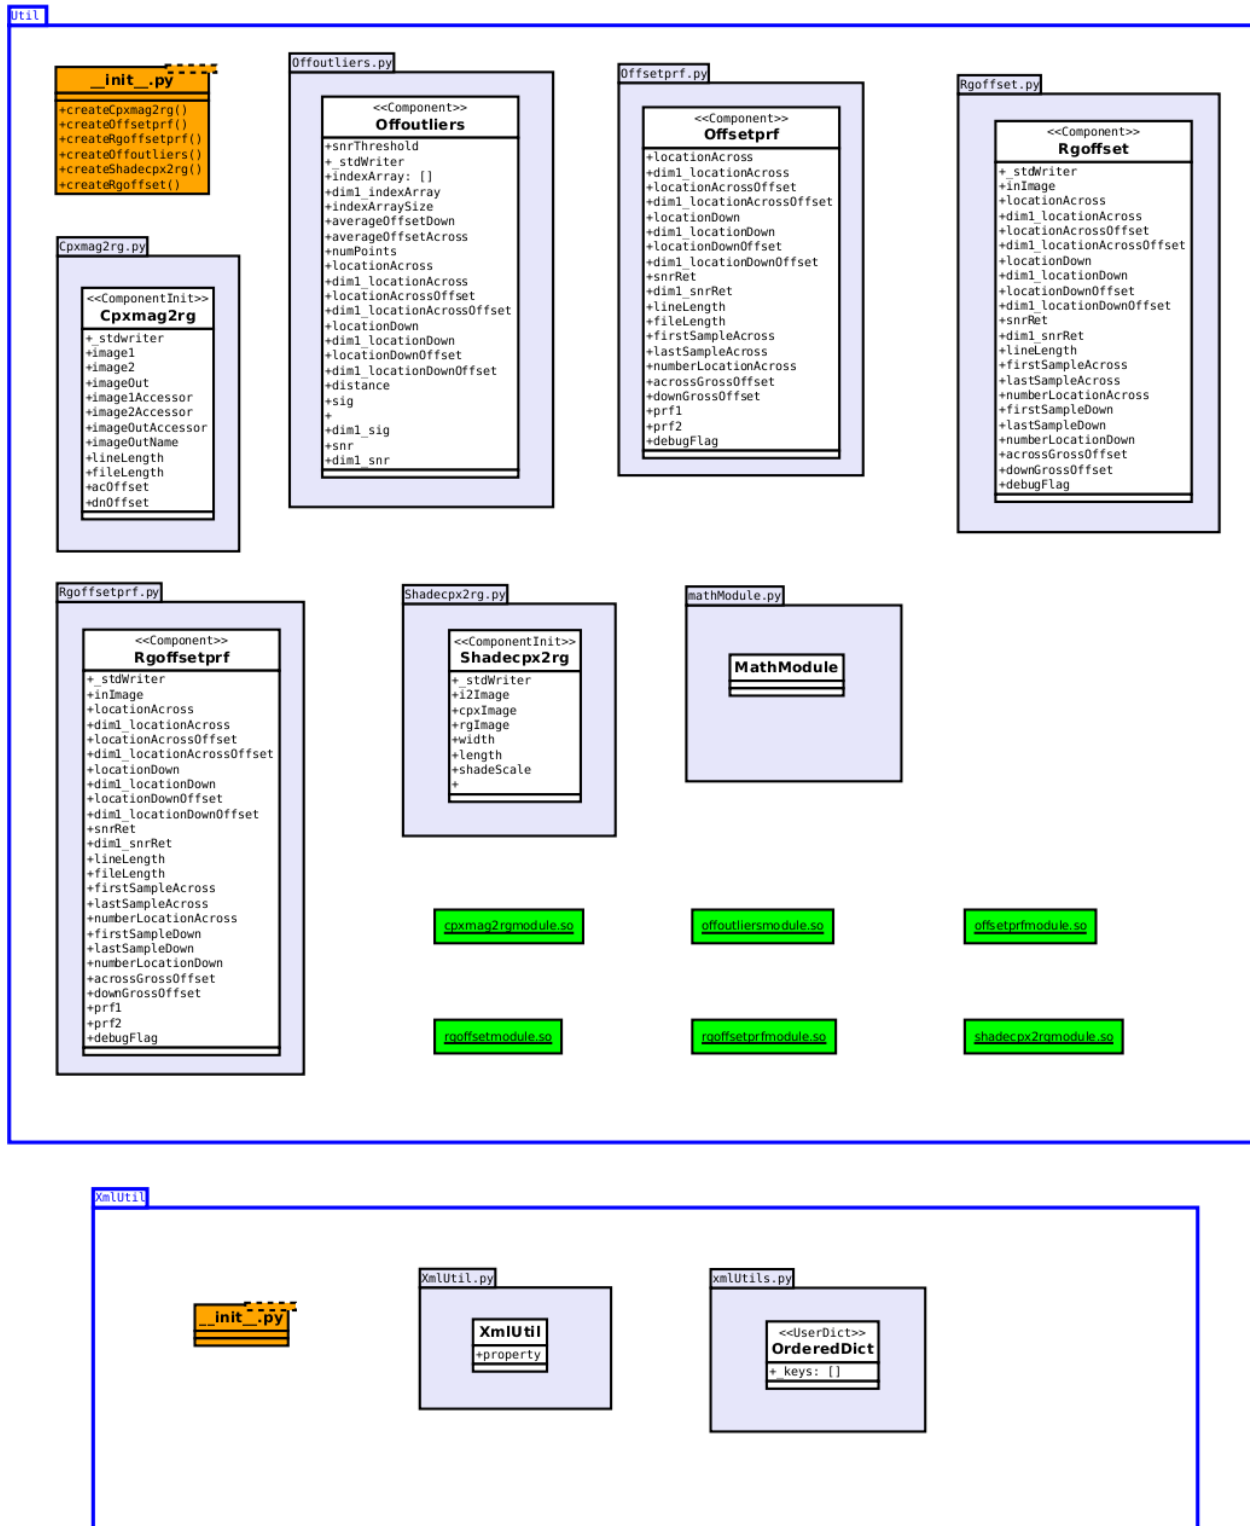 Util
__init__.py
+createCpxmag2rg()
+createOffsetprf()
+createRgoffsetprf()
+createOffoutliers()
+createShadecpx2rg()
+createRgoffset()
Offoutliers.py
<<Component>>
Offoutliers
+snrThreshold
+_stdWriter
+indexArray: []
+dim1_indexArray
+indexArraySize
+averageOffsetDown
+averageOffsetAcross
+numPoints
+locationAcross
+dim1_locationAcross
+locationAcrossOffset
+dim1_locationAcrossOffset
+locationDown
+dim1_locationDown
+locationDownOffset
+dim1_locationDownOffset
+distance
+sig
+
+dim1_sig
+snr
+dim1_snr
Offsetprf.py
<<Component>>
Offsetprf
+locationAcross
+dim1_locationAcross
+locationAcrossOffset
+dim1_locationAcrossOffset
+locationDown
+dim1_locationDown
+locationDownOffset
+dim1_locationDownOffset
+snrRet
+dim1_snrRet
+lineLength
+fileLength
+firstSampleAcross
+lastSampleAcross
+numberLocationAcross
+acrossGrossOffset
+downGrossOffset
+prf1
+prf2
+debugFlag
Rgoffset.py
<<Component>>
Rgoffset
+_stdWriter
+inImage
+locationAcross
+dim1_locationAcross
+locationAcrossOffset
+dim1_locationAcrossOffset
+locationDown
+dim1_locationDown
+locationDownOffset
+dim1_locationDownOffset
+snrRet
+dim1_snrRet
+lineLength
+firstSampleAcross
+lastSampleAcross
+numberLocationAcross
+firstSampleDown
+lastSampleDown
+numberLocationDown
+acrossGrossOffset
+downGrossOffset
+debugFlag
Cpxmag2rg.py
<<ComponentInit>>
Cpxmag2rg
+_stdwriter
+image1
+image2
+imageOut
+image1Accessor
+image2Accessor
+imageOutAccessor
+imageOutName
+lineLength
+fileLength
+acOffset
+dnOffset
Rgoffsetprf.py
<<Component>>
Rgoffsetprf
+_stdWriter
+inImage
+locationAcross
+dim1_locationAcross
+locationAcrossOffset
+dim1_locationAcrossOffset
+locationDown
+dim1_locationDown
+locationDownOffset
+dim1_locationDownOffset
+snrRet
+dim1_snrRet
+lineLength
+fileLength
+firstSampleAcross
+lastSampleAcross
+numberLocationAcross
+firstSampleDown
+lastSampleDown
+numberLocationDown
+acrossGrossOffset
+downGrossOffset
+prf1
+prf2
+debugFlag
Shadecpx2rg.py
<<ComponentInit>>
Shadecpx2rg
+_stdWriter
+i2Image
+cpxImage
+rgImage
+width
+length
+shadeScale
+
mathModule.py
MathModule
cpxmag2rgmodule.so
offoutliersmodule.so
offsetprfmodule.so
rgoffsetmodule.so
rgoffsetprfmodule.so
shadecpx2rgmodule.so
XmlUtil
__init__.py
XmlUtil.py
XmlUtil
+property
xmlUtils.py
<<UserDict>>
OrderedDict
+_keys: []